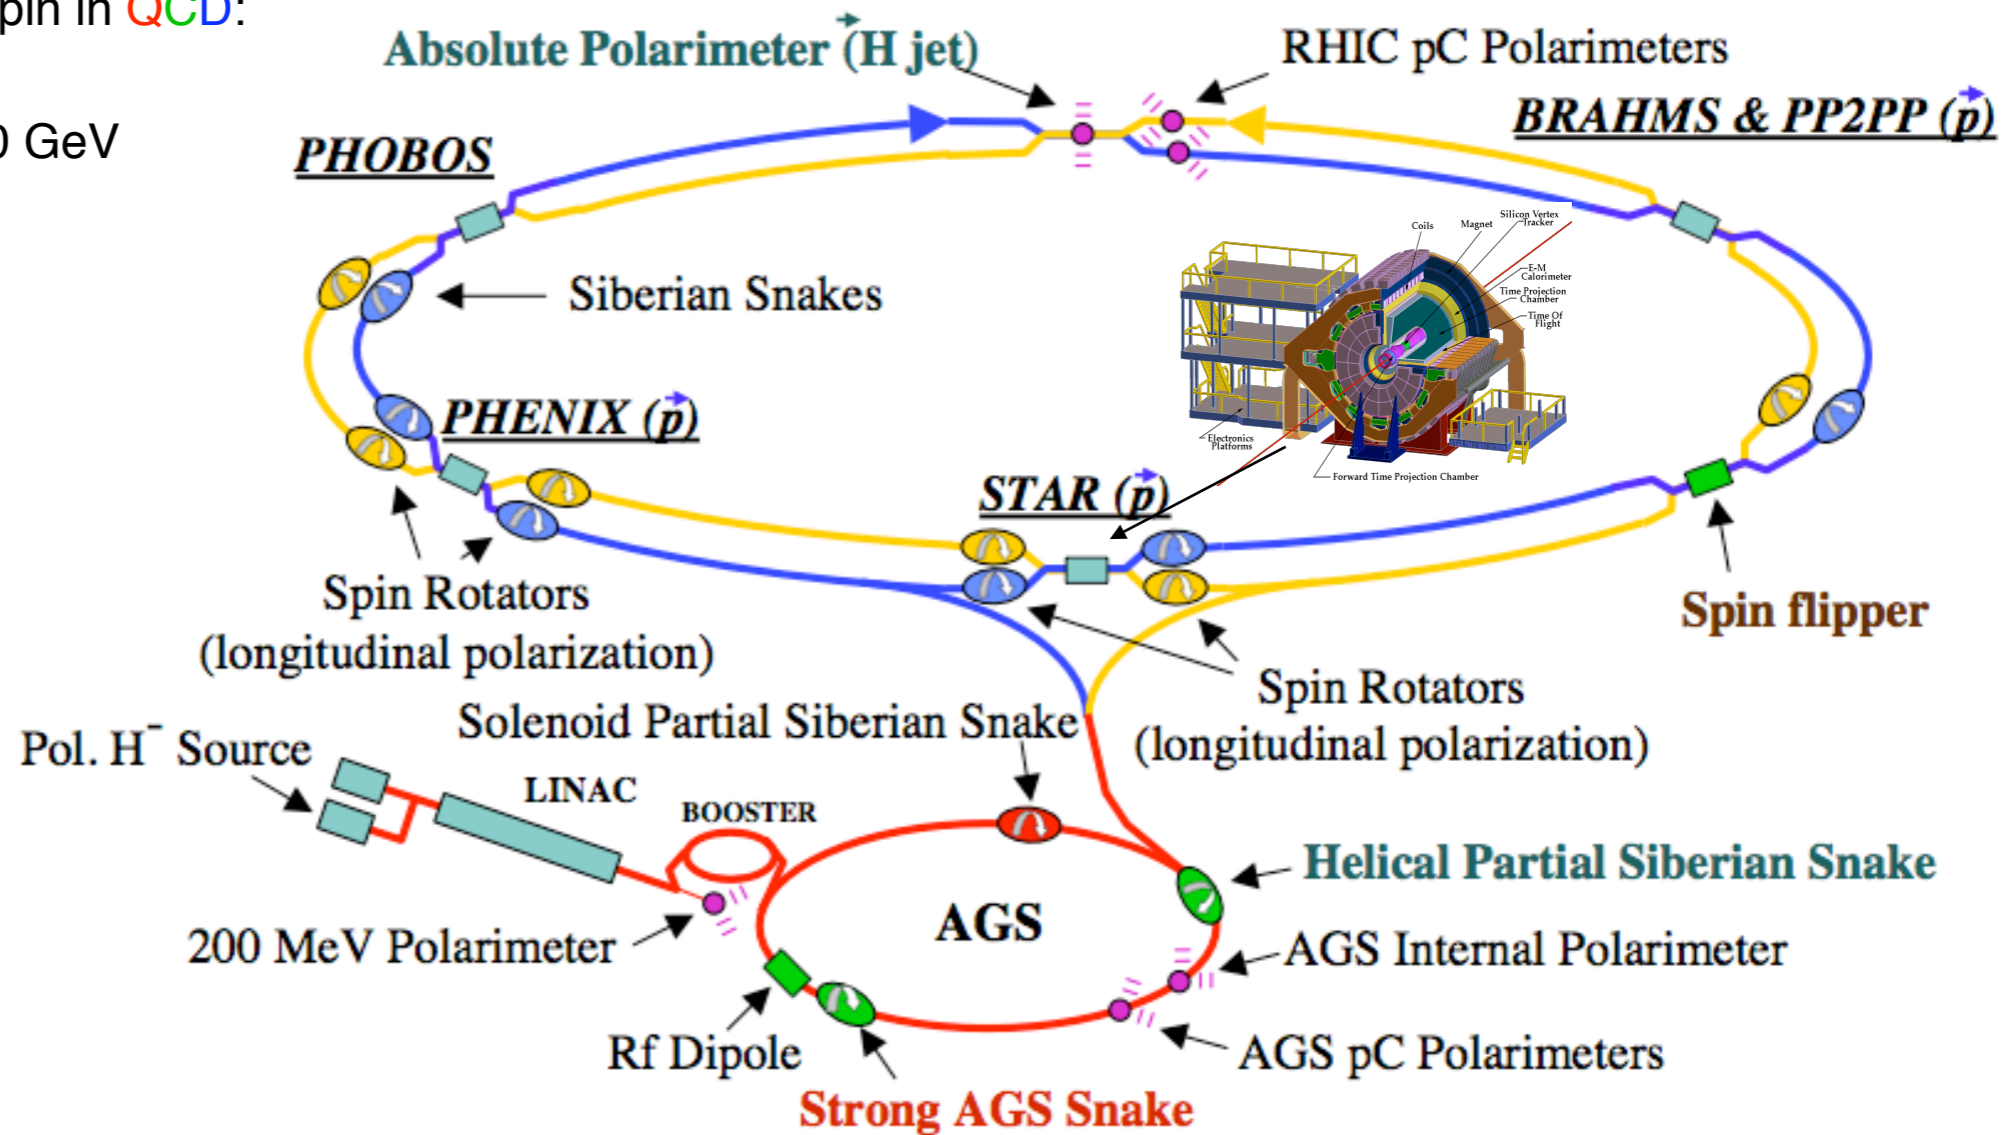 pin in QCD:
0 GeV
Absolute Polarimeter (H jet)
RHIC pC Polarimeters
BRAHMS & PP2PP (p)
PHOBOS
Silicon Vertex
Tracker
Coils
Magnet
E-M
Calorimeter
Time Projection
Chamber
Time Of
Flight
Siberian Snakes
PHENIX (p)
Electronics
Platforms
Forward Time Projection Chamber
STAR (p)
Spin Rotators
(longitudinal polarization)
Spin flipper
Spin Rotators
(longitudinal polarization)
Solenoid Partial Siberian Snake
Pol. H⁻ Source
LINAC
BOOSTER
Helical Partial Siberian Snake
AGS
200 MeV Polarimeter
AGS Internal Polarimeter
Rf Dipole
AGS pC Polarimeters
Strong AGS Snake